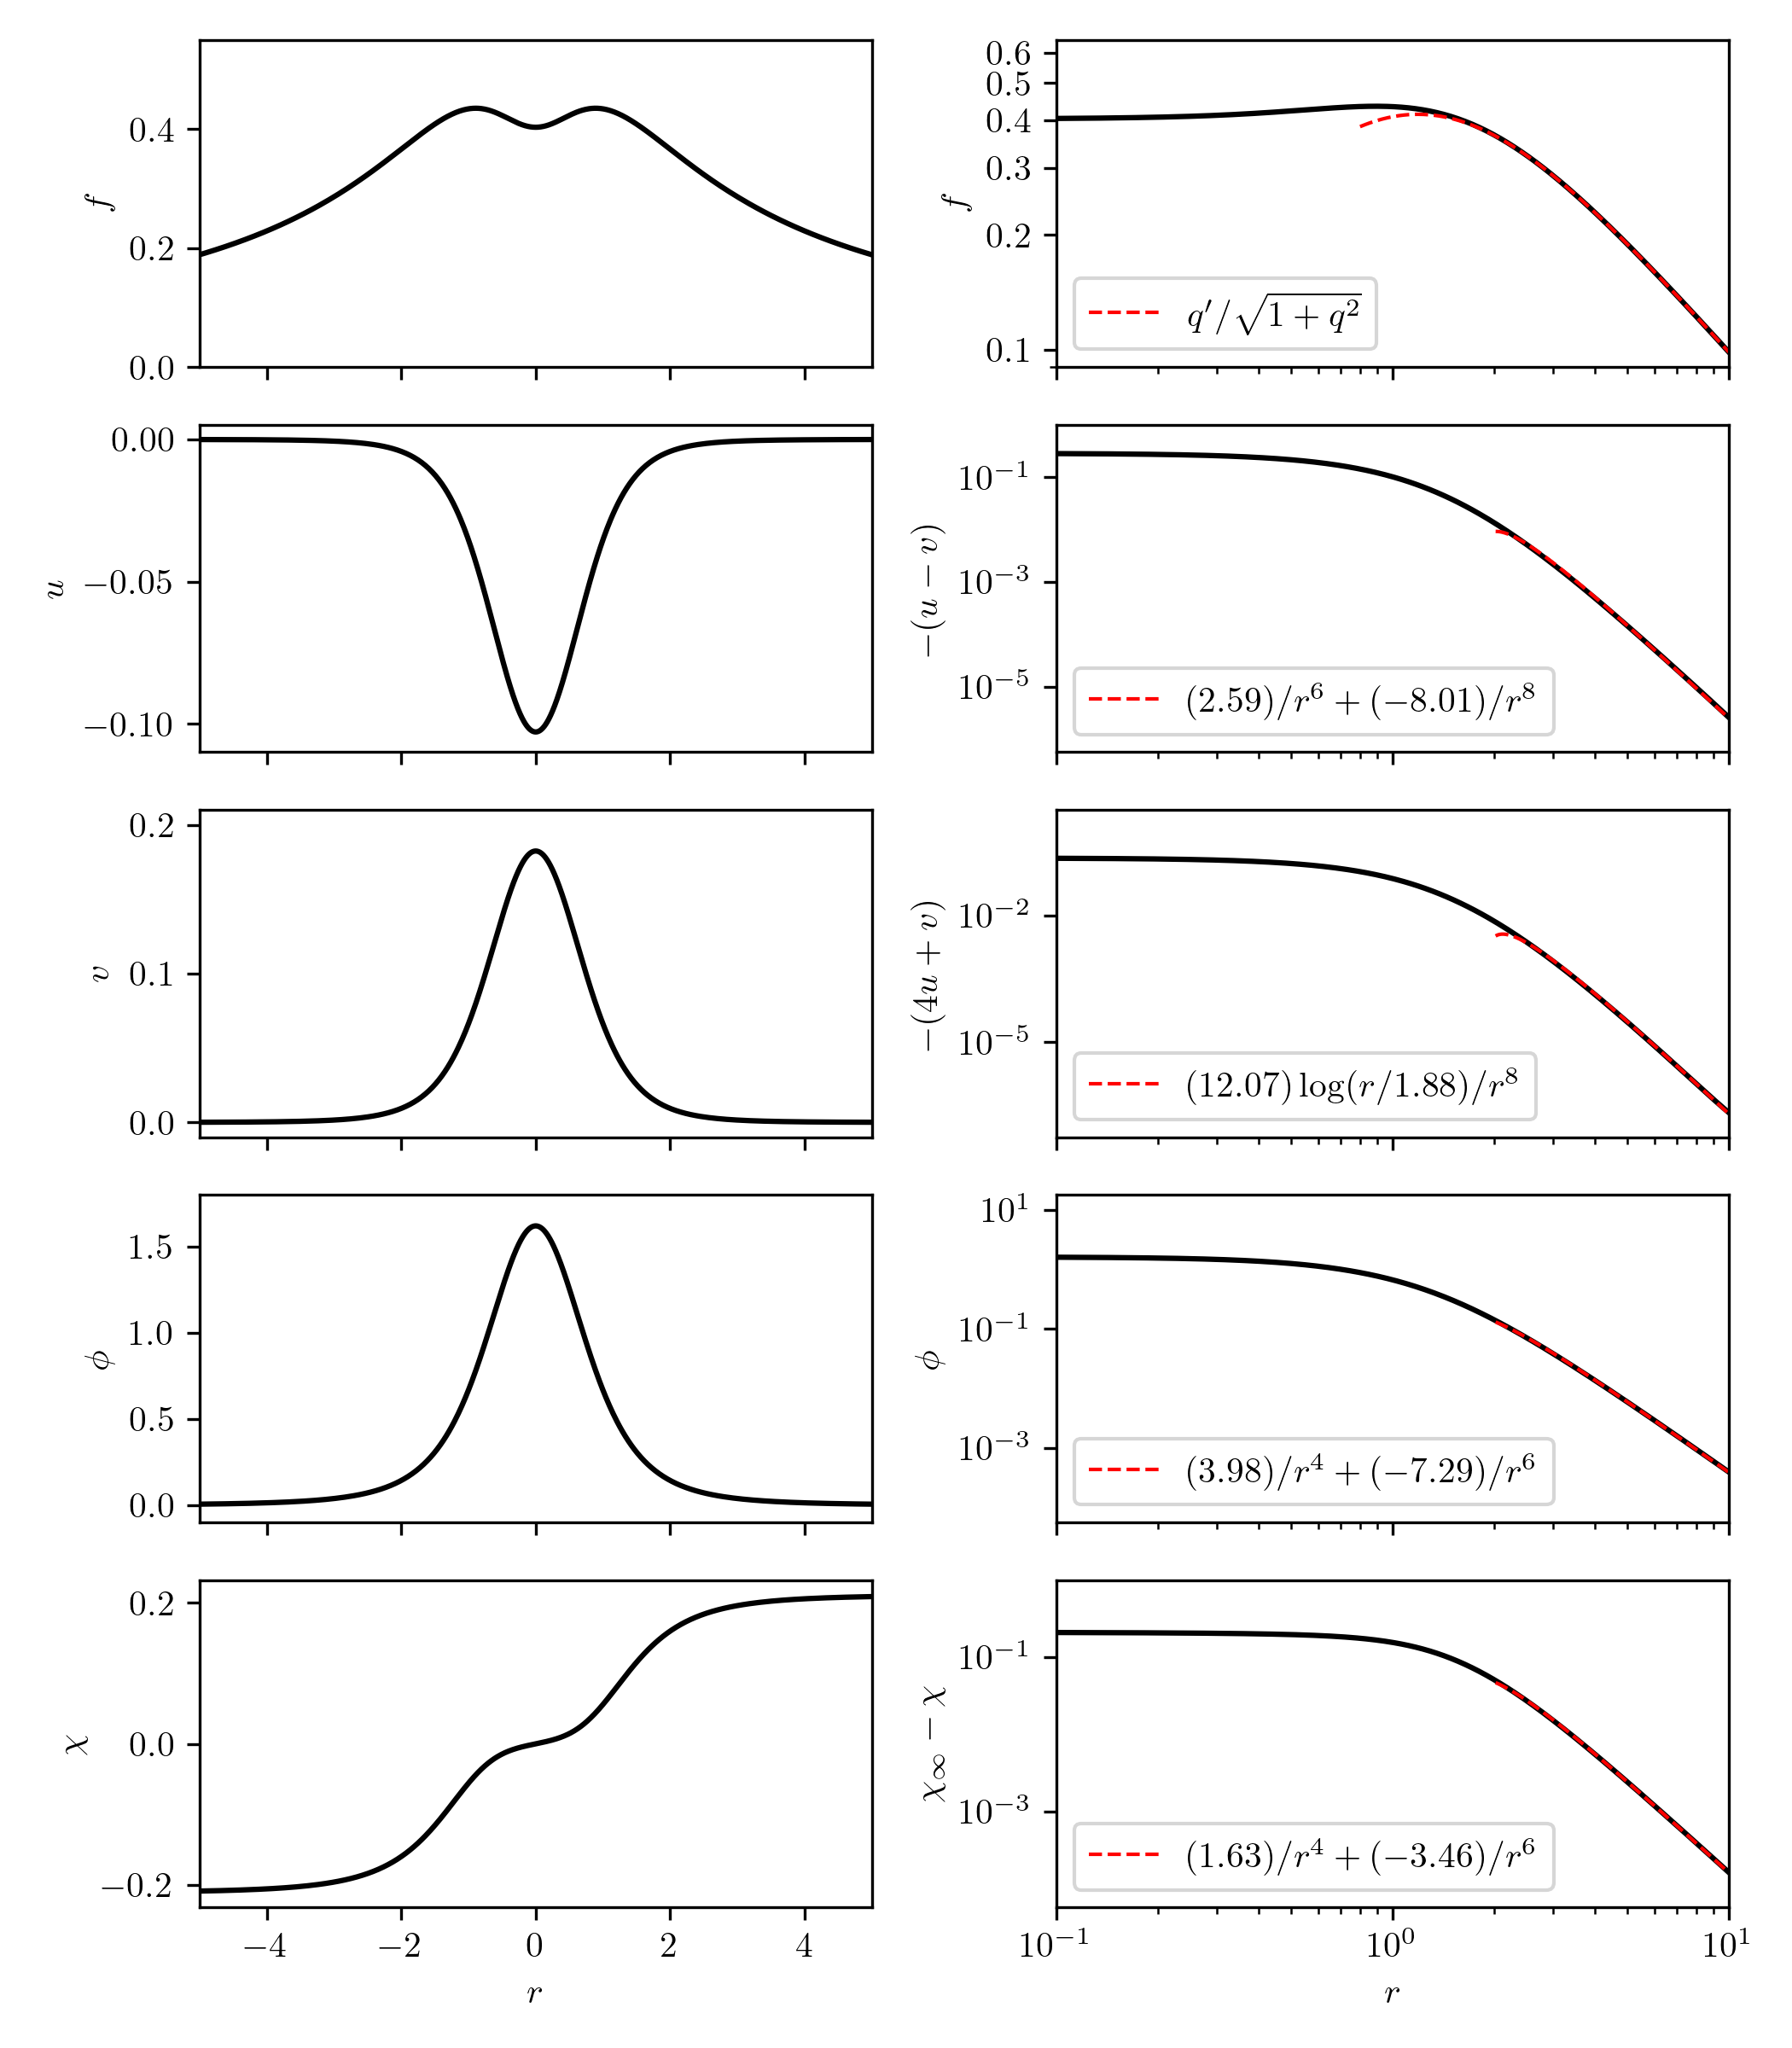 0.4
0.2
0.0
f
0.6
0.5
0.4
0.3
0.2
0.1
f
q′/√1 + q²
0.00
−0.05
−0.10
u
10⁻¹
10⁻³
10⁻⁵
−(u − v)
(2.59)/r⁶ + (−8.01)/r⁸
0.2
0.1
0.0
v
10⁻²
10⁻⁵
−(4u + v)
(12.07) log(r/1.88)/r⁸
1.5
1.0
0.5
0.0
ϕ
10¹
10⁻¹
10⁻³
ϕ
(3.98)/r⁴ + (−7.29)/r⁶
0.2
0.0
−0.2
χ
−4 −2 0 2 4
r
10⁻¹
10⁻³
χ∞ − χ
(1.63)/r⁴ + (−3.46)/r⁶
10⁻¹ 10⁰ 10¹
r